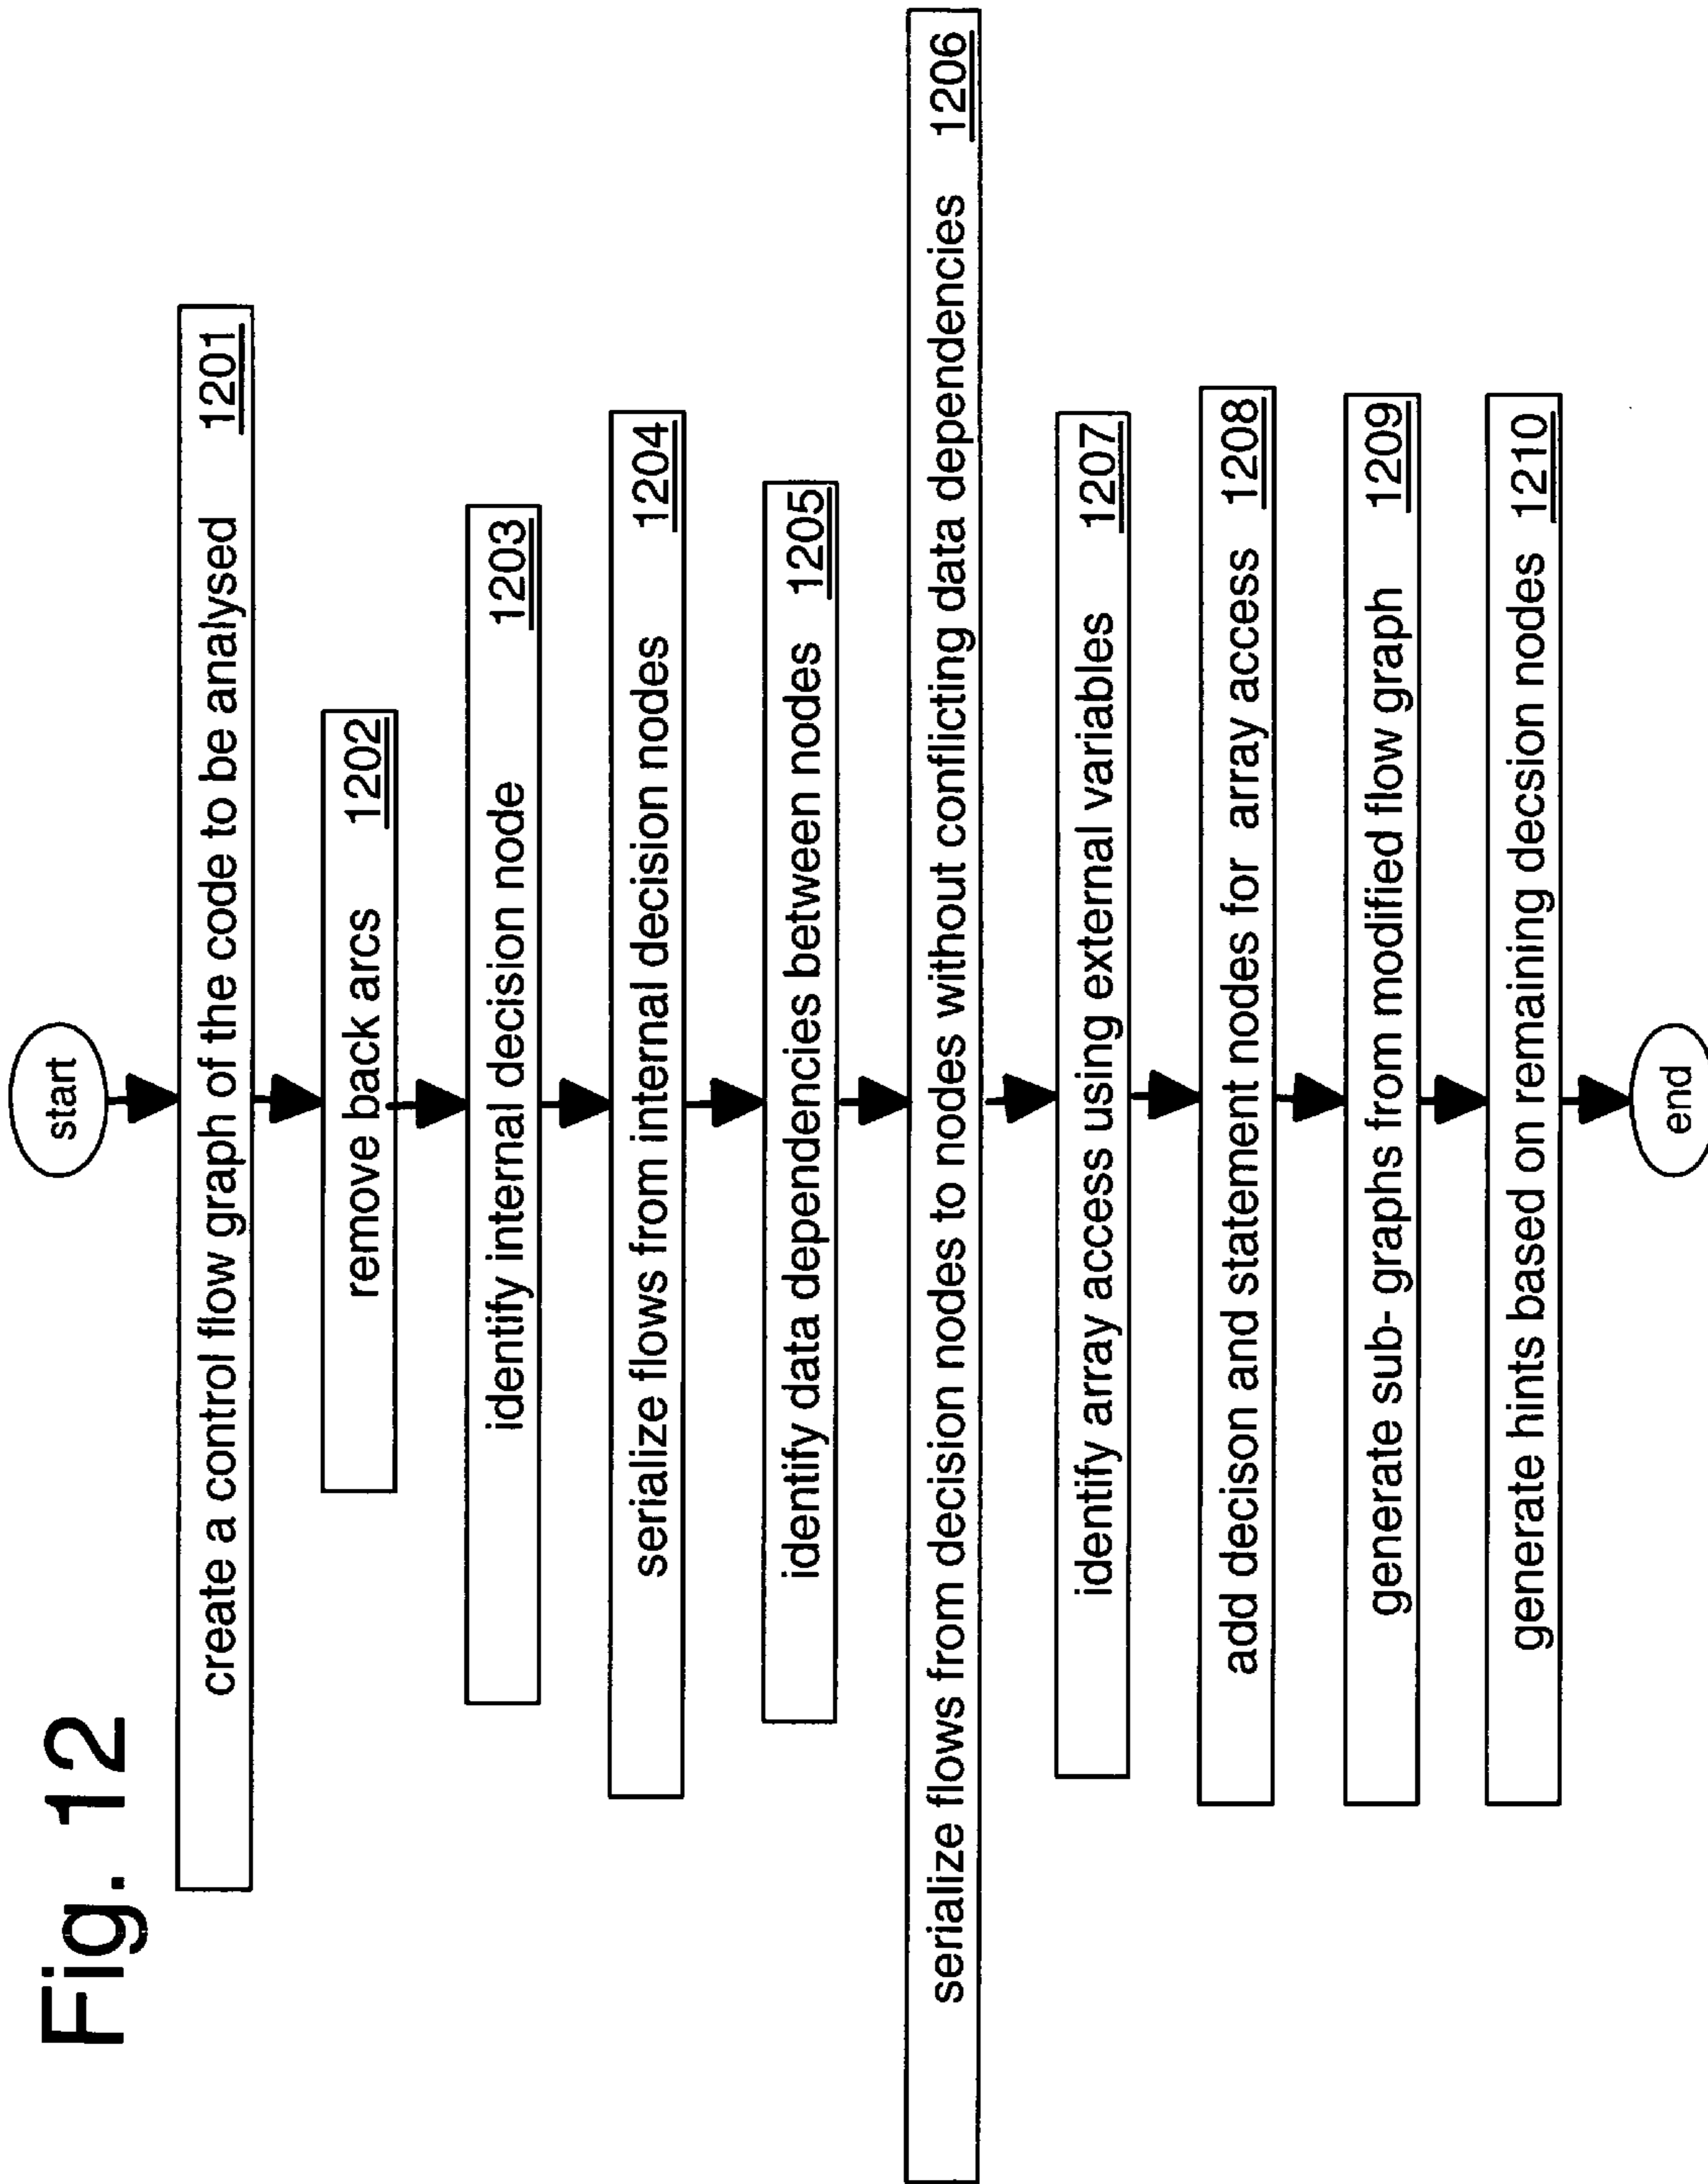 Fig. 12
start
create a control flow graph of the code to be analysed 1201
remove back arcs 1202
identify internal decision node 1203
serialize flows from internal decision nodes 1204
identify data dependencies between nodes 1205
serialize flows from decision nodes to nodes without conflicting data dependencies 1206
identify array access using external variables 1207
add decison and statement nodes for array access 1208
generate sub- graphs from modified flow graph 1209
generate hints based on remaining decsion nodes 1210
end